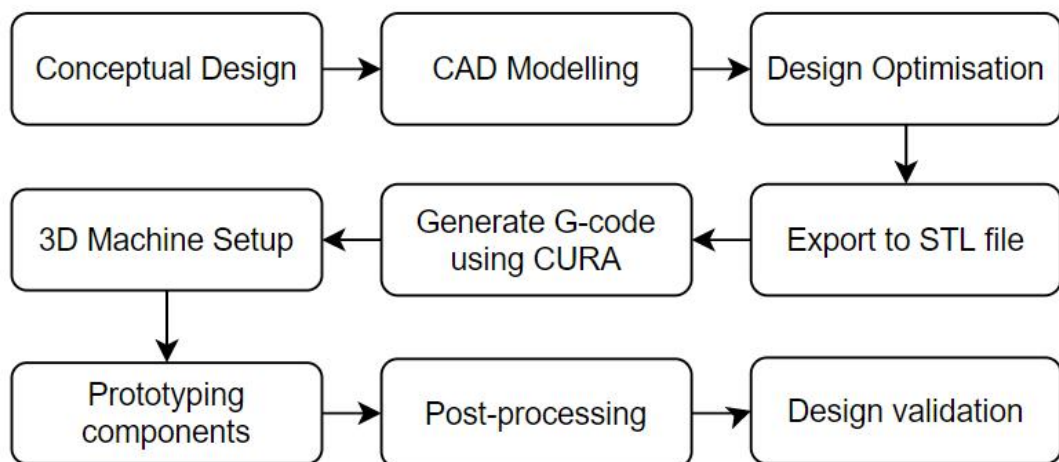 Conceptual Design
CAD Modelling
Design Optimisation
3D Machine Setup
Generate G-code
using CURA
Export to STL file
Prototyping
components
Post-processing
Design validation